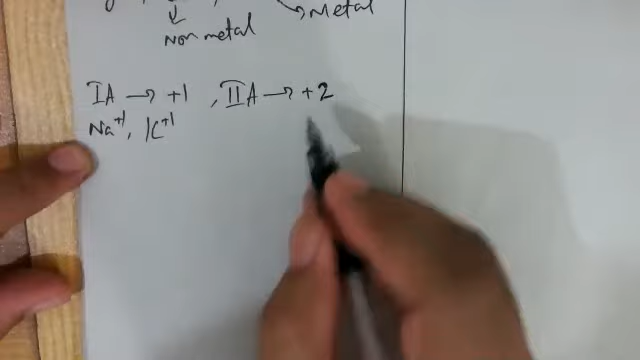 Metal
Non metal
IA → +1 , IIA → +2
Na⁺¹, K⁺¹